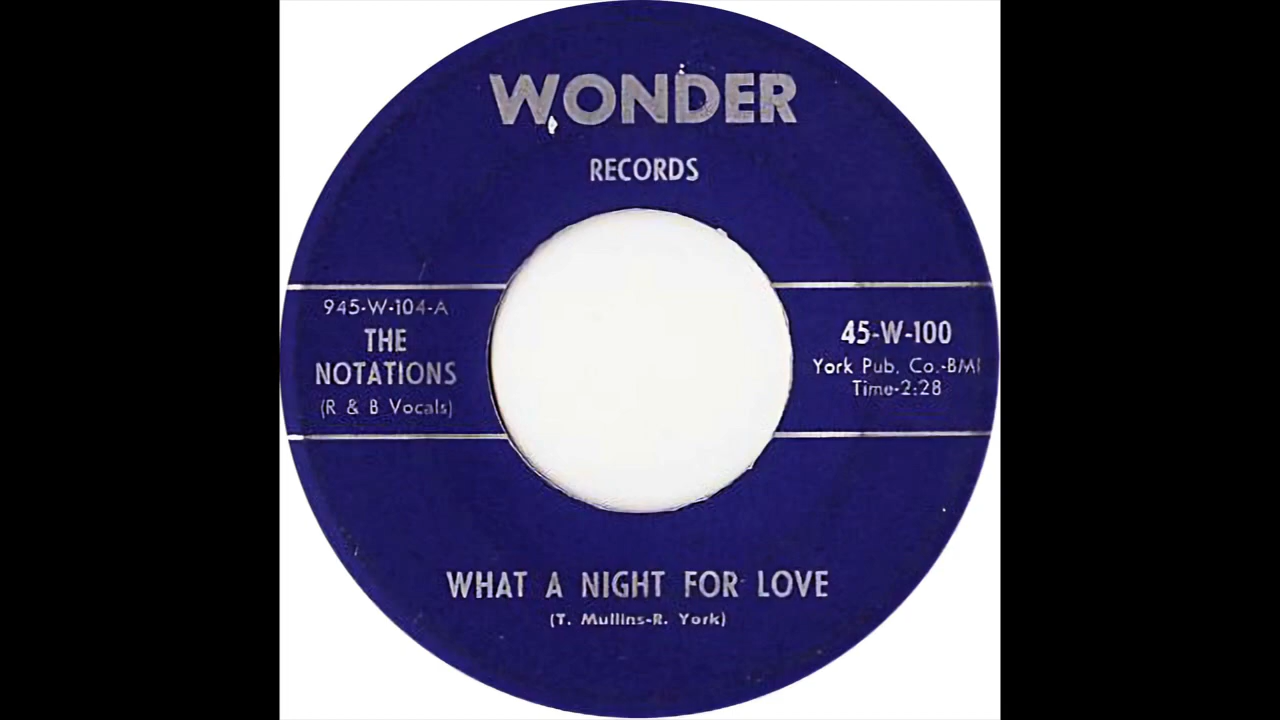 WONDER
RECORDS
945-W-104-A
THE
NOTATIONS
(R & B Vocals)
45-W-100
York Pub. Co.-BMI
Time-2:28
WHAT A NIGHT FOR LOVE
(T. Mullins-R. York)